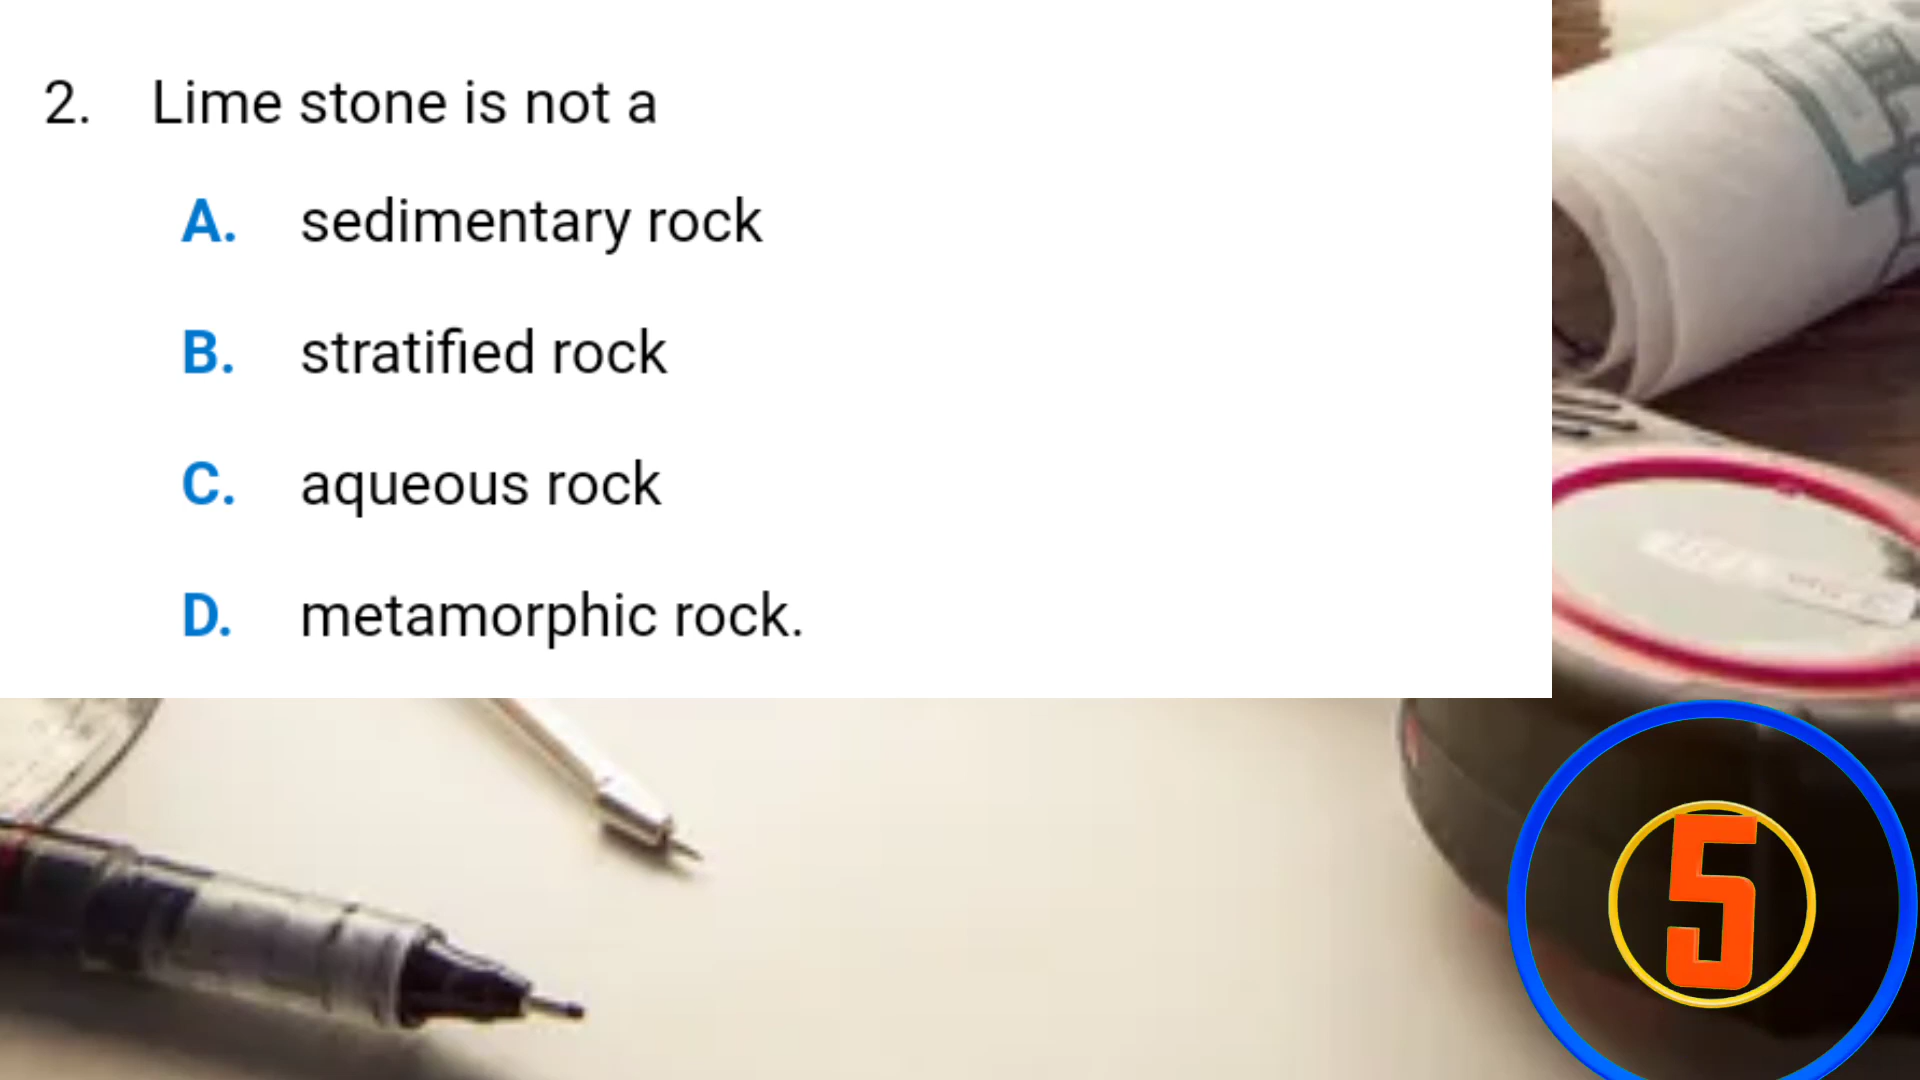 2. Lime stone is not a
A. sedimentary rock
B. stratified rock
C. aqueous rock
D. metamorphic rock.
5